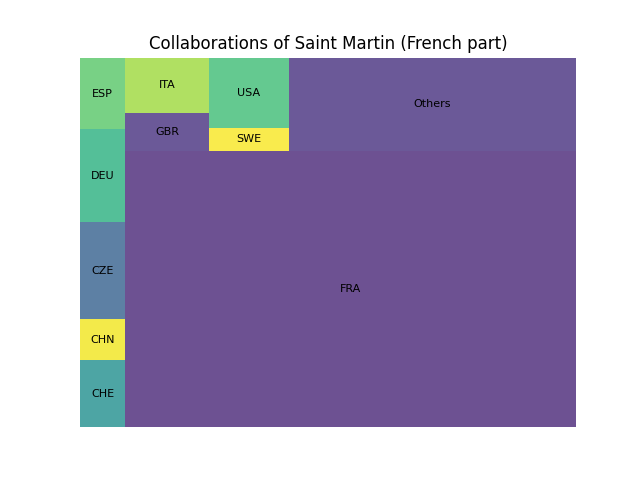 Collaborations of Saint Martin (French part)
ESP
ITA
USA
Others
GBR
SWE
DEU
CZE
FRA
CHN
CHE